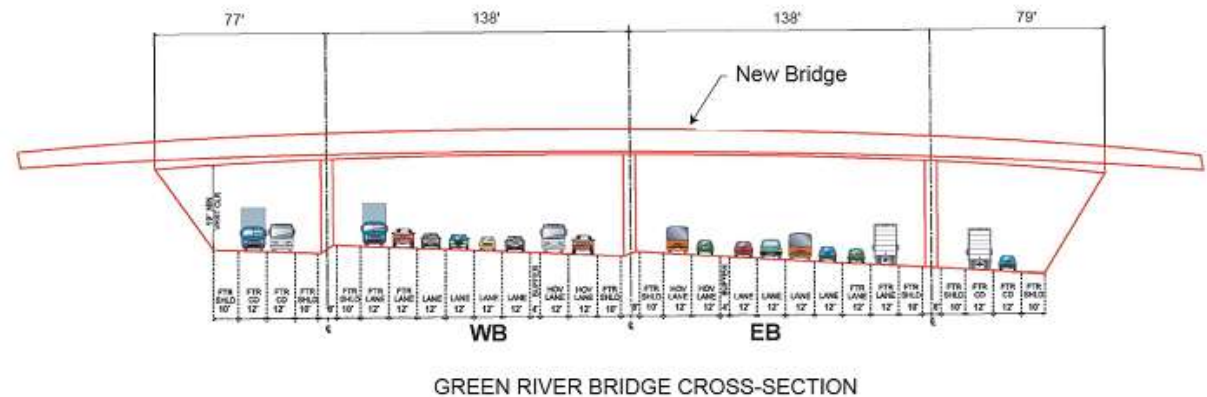 77'
138'
138'
79'
New Bridge
FTR SHLD 10'
FTR CD 12'
FTR CD 12'
FTR SHLD 10'
FTR SHLD 10'
FTR LANE 12'
FTR LANE 12'
LANE 12'
LANE 12'
LANE 12'
LANE 12'
BUFFER 4'
HOV LANE 12'
HOV LANE 12'
FTR SHLD 10'
FTR SHLD 10'
HOV LANE 12'
HOV LANE 12'
BUFFER 4'
LANE 12'
LANE 12'
LANE 12'
LANE 12'
FTR LANE 12'
FTR LANE 12'
FTR SHLD 10'
FTR SHLD 10'
FTR CD 12'
FTR CD 12'
FTR SHLD 10'
WB
EB
GREEN RIVER BRIDGE CROSS-SECTION